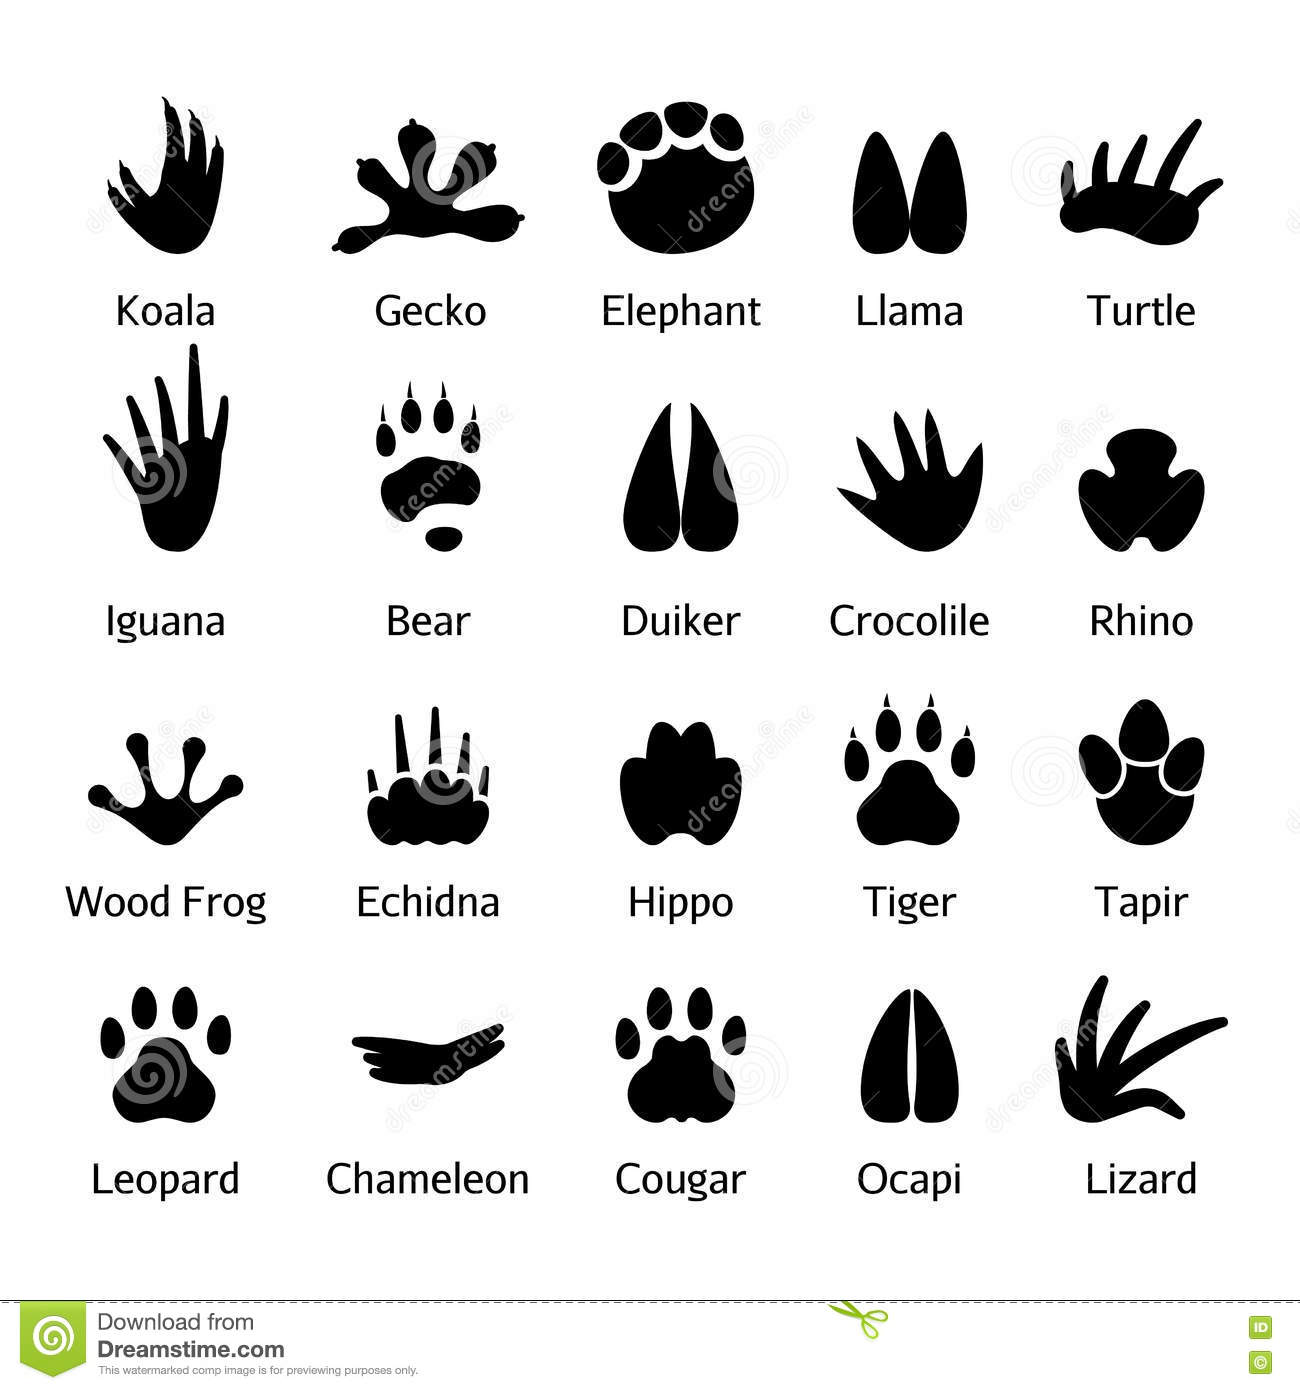 Koala Gecko Elephant Llama Turtle
Iguana Bear Duiker Crocolile Rhino
Wood Frog Echidna Hippo Tiger Tapir
Leopard Chameleon Cougar Ocapi Lizard
Download from
Dreamstime.com
This watermarked comp image is for previewing purposes only.
ID
©
dreamstime